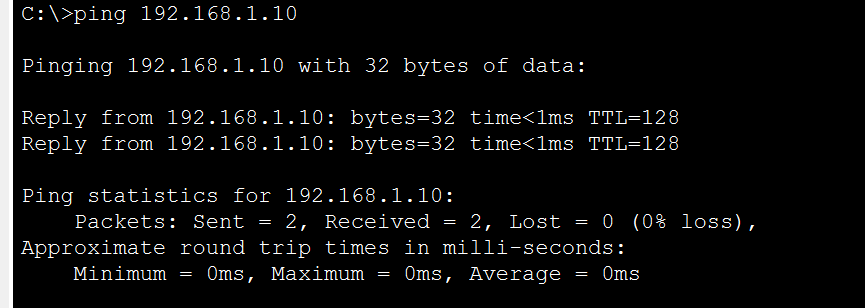 C:\>ping 192.168.1.10
Pinging 192.168.1.10 with 32 bytes of data:
Reply from 192.168.1.10: bytes=32 time<1ms TTL=128
Reply from 192.168.1.10: bytes=32 time<1ms TTL=128
Ping statistics for 192.168.1.10:
    Packets: Sent = 2, Received = 2, Lost = 0 (0% loss),
Approximate round trip times in milli-seconds:
    Minimum = 0ms, Maximum = 0ms, Average = 0ms